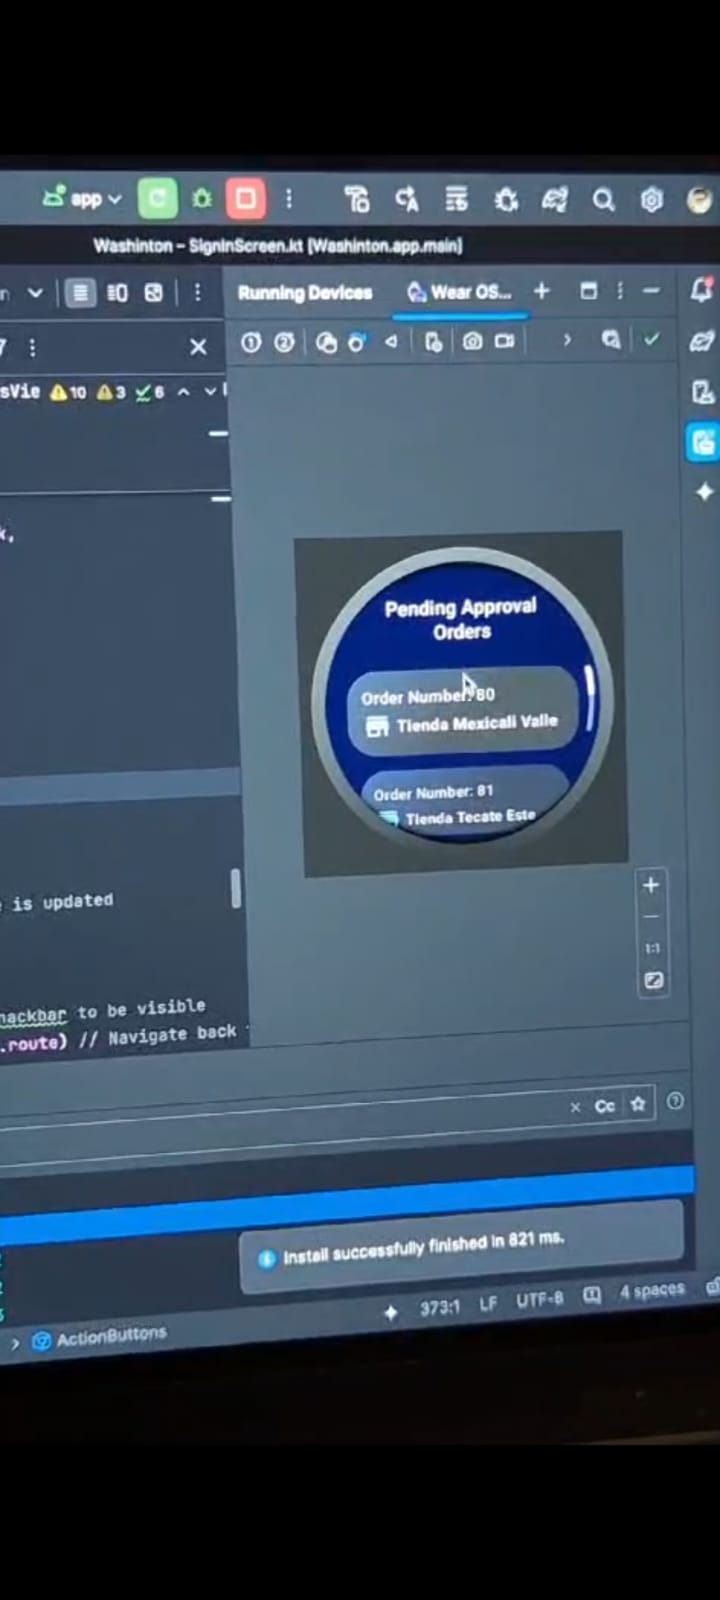 app
Washinton – SignInScreen.kt [Washinton.app.main]
Running Devices
Wear OS...
sVie 10 3 6
k,
Pending Approval
Orders
Order Number: 80
Tienda Mexicali Valle
Order Number: 81
Tienda Tecate Este
is updated
1:1
nackbar to be visible
.route) // Navigate back
Cc
Install successfully finished in 821 ms.
373:1 LF UTF-8 4 spaces
ActionButtons